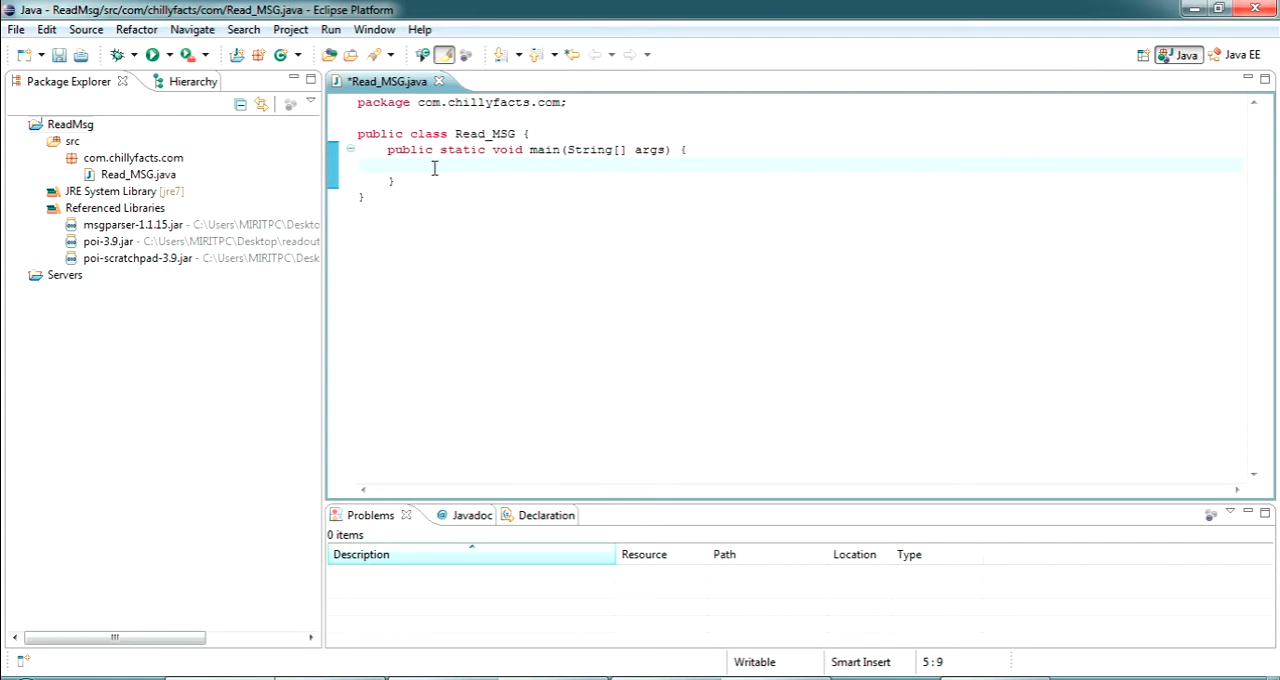 Java - ReadMsg/src/com/chillyfacts/com/Read_MSG.java - Eclipse Platform
File Edit Source Refactor Navigate Search Project Run Window Help
Java Java EE
Package Explorer Hierarchy
ReadMsg
src
com.chillyfacts.com
Read_MSG.java
JRE System Library [jre7]
Referenced Libraries
msgparser-1.1.15.jar - C:\Users\MIRITPC\Deskto
poi-3.9.jar - C:\Users\MIRITPC\Desktop\readout
poi-scratchpad-3.9.jar - C:\Users\MIRITPC\Desk
Servers
*Read_MSG.java
package com.chillyfacts.com;
public class Read_MSG {
public static void main(String[] args) {
}
}
Problems Javadoc Declaration
0 items
Description Resource Path Location Type
Writable Smart Insert 5 : 9